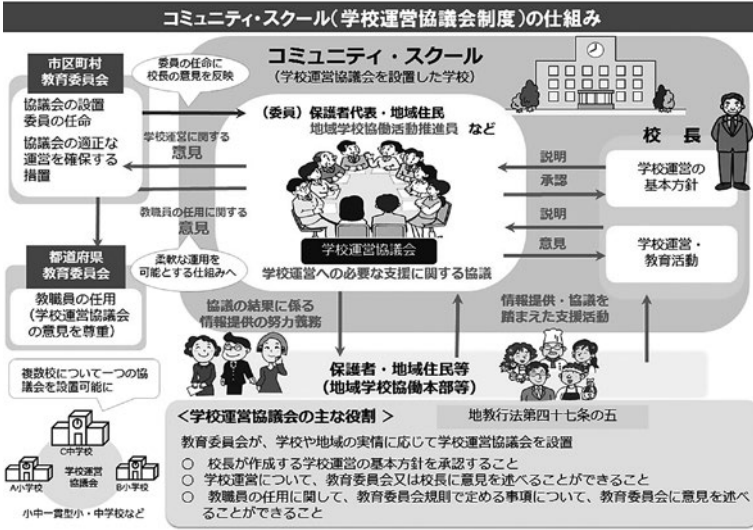 コミュニティ・スクール(学校運営協議会制度)の仕組み
市区町村
教育委員会
協議会の設置
委員の任命
協議会の適正な
運営を確保する
措置
委員の任命に
校長の意見を反映
コミュニティ・スクール
(学校運営協議会を設置した学校)
(委員)保護者代表・地域住民
地域学校協働活動推進員 など
学校運営に関する
意見
教職員の任用に関する
意見
柔軟な運用を
可能とする仕組みへ
学校運営協議会
学校運営への必要な支援に関する協議
校長
説明
承認
学校運営の
基本方針
説明
意見
学校運営・
教育活動
都道府県
教育委員会
教職員の任用
(学校運営協議会
の意見を尊重)
協議の結果に係る
情報提供の努力義務
情報提供・協議を
踏まえた支援活動
保護者・地域住民等
(地域学校協働本部等)
複数校について一つの協
議会を設置可能に
C中学校
学校運営
協議会
A小学校
B小学校
小中一貫型小・中学校など
<学校運営協議会の主な役割 >
地教行法第四十七条の五
教育委員会が、学校や地域の実情に応じて学校運営協議会を設置
○ 校長が作成する学校運営の基本方針を承認すること
○ 学校運営について、教育委員会又は校長に意見を述べることができること
○ 教職員の任用に関して、教育委員会規則で定める事項について、教育委員会に意見を述べ
ることができること